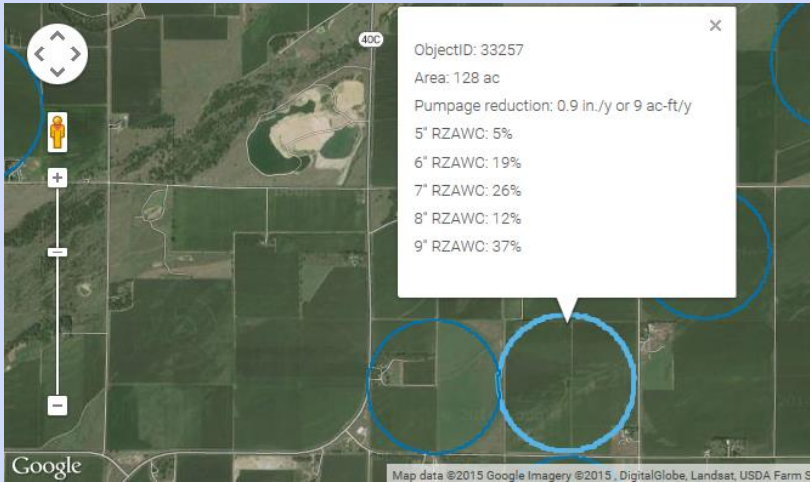 40C
×
ObjectID: 33257
Area: 128 ac
Pumpage reduction: 0.9 in./y or 9 ac-ft/y
5" RZAWC: 5%
6" RZAWC: 19%
7" RZAWC: 26%
8" RZAWC: 12%
9" RZAWC: 37%
+
−
Google
Map data ©2015 Google Imagery ©2015 , DigitalGlobe, Landsat, USDA Farm S